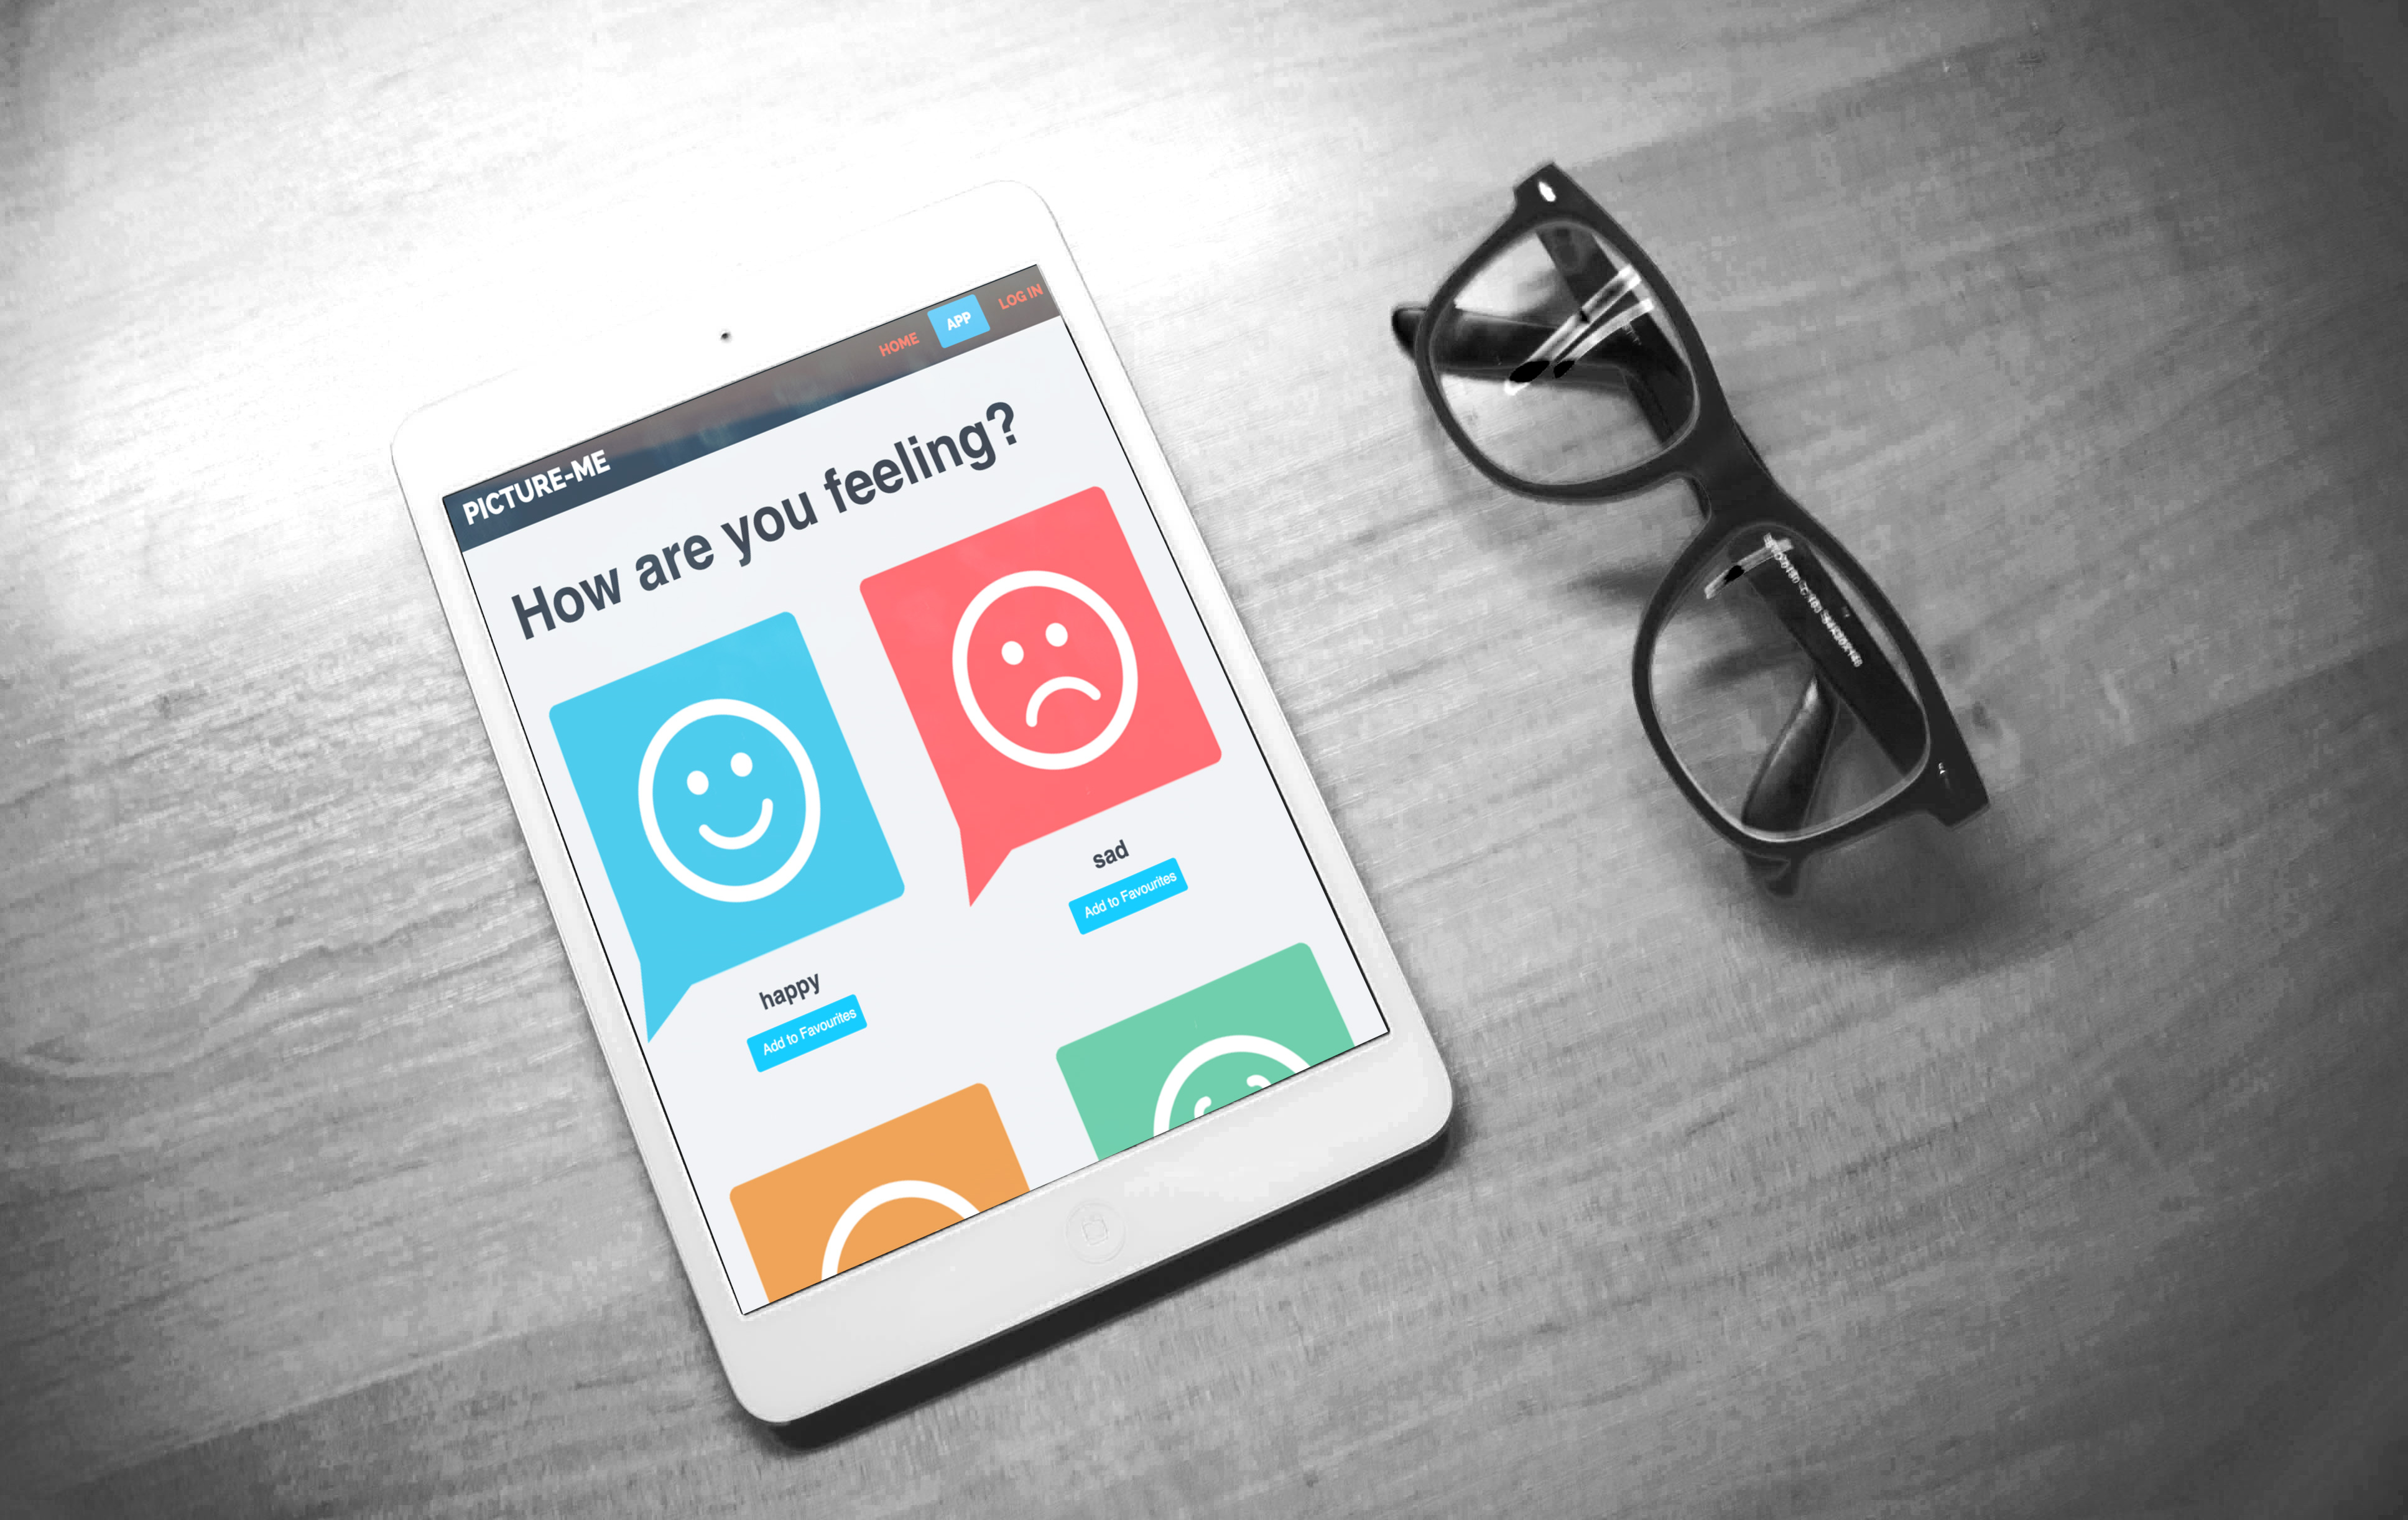 PICTURE-ME
HOME
APP
LOG IN
How are you feeling?
happy
Add to Favourites
sad
Add to Favourites